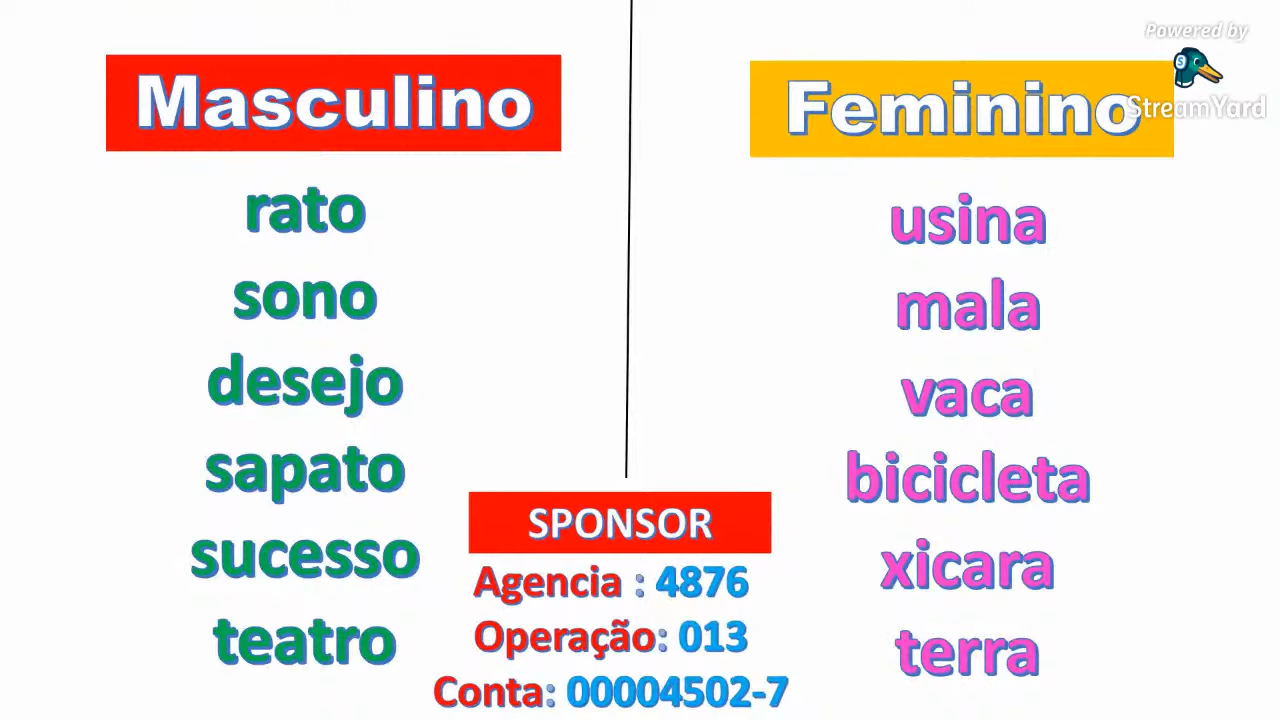 Powered by
StreamYard
Masculino
rato
sono
desejo
sapato
sucesso
teatro
Feminino
usina
mala
vaca
bicicleta
xicara
terra
SPONSOR
Agencia : 4876
Operação: 013
Conta: 00004502-7